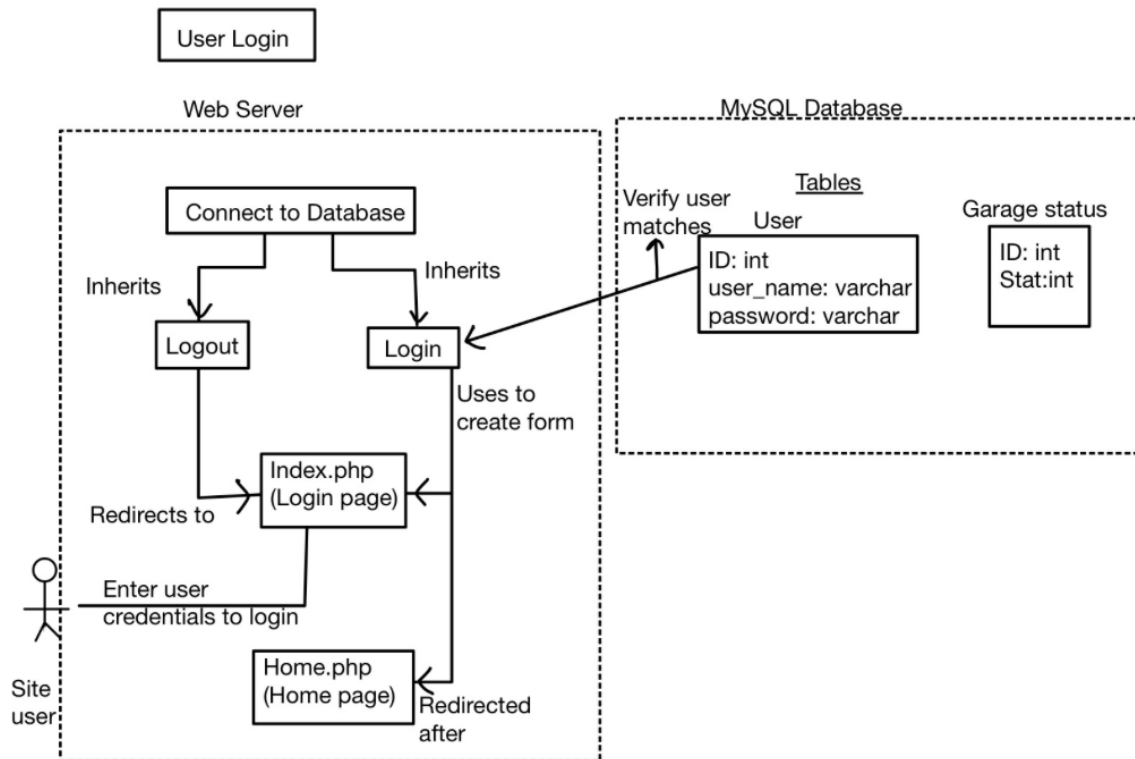 User Login
Web Server
MySQL Database
Connect to Database
Inherits
Inherits
Logout
Login
Verify user
matches
Tables
User
ID: int
user_name: varchar
password: varchar
Garage status
ID: int
Stat:int
Uses to
create form
Index.php
(Login page)
Redirects to
Enter user
credentials to login
Site
user
Home.php
(Home page)
Redirected
after